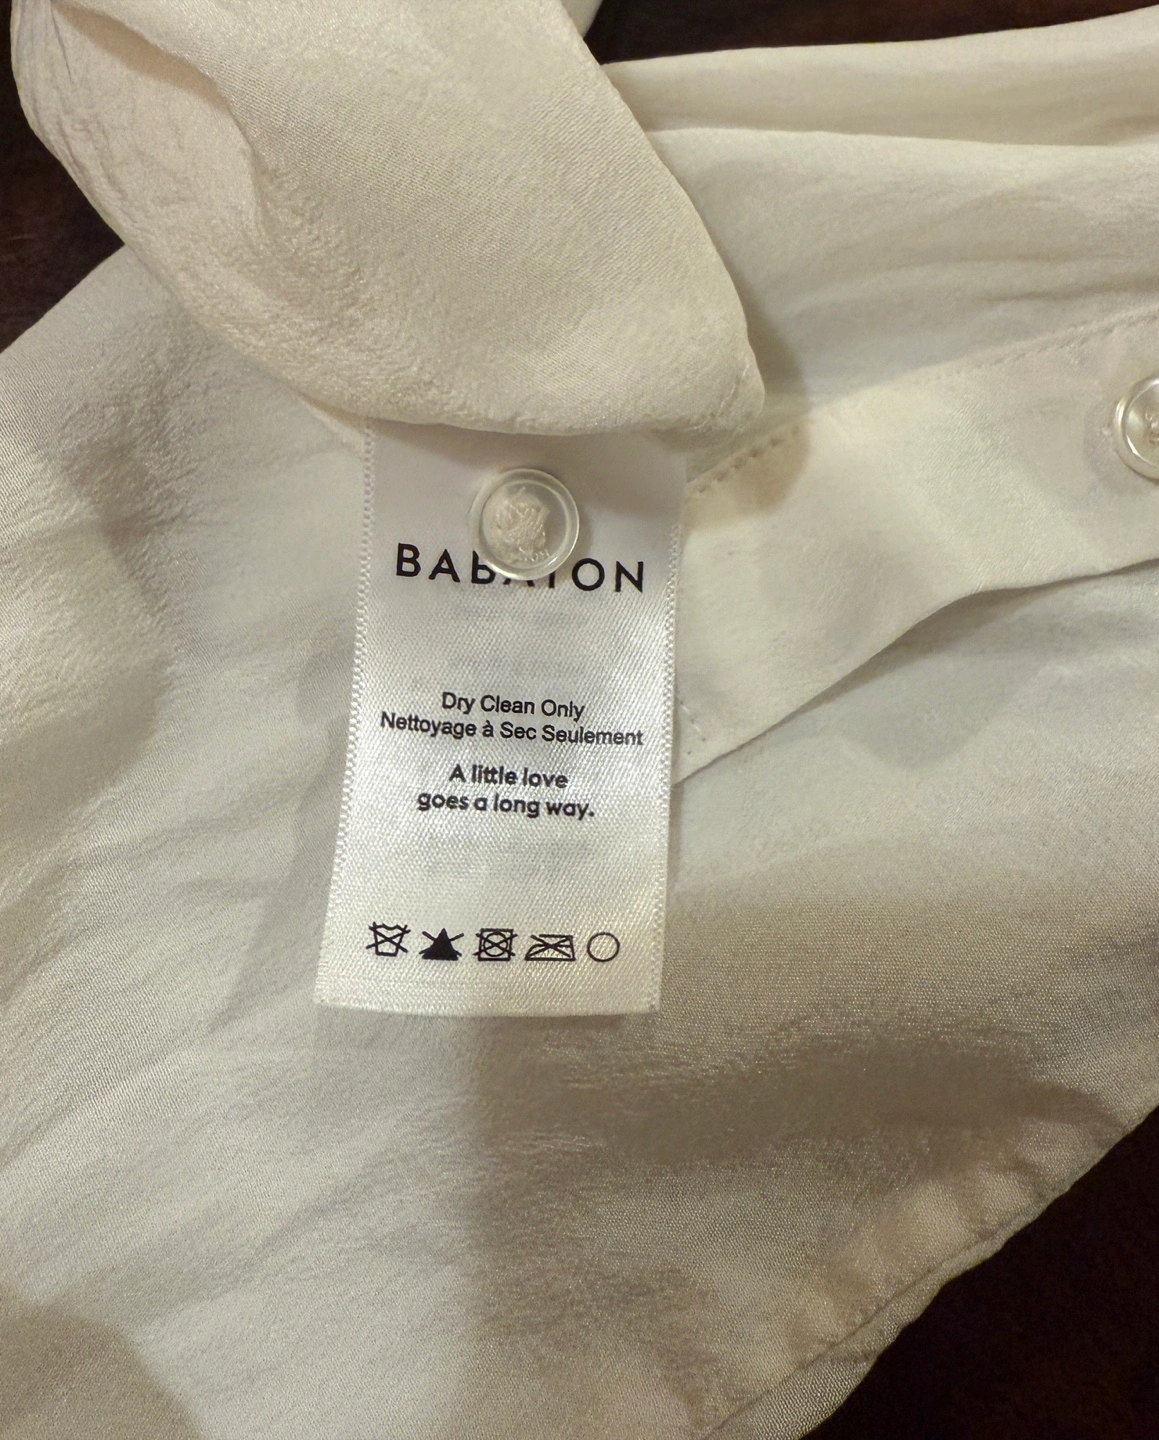 BABATON
Dry Clean Only
Nettoyage à Sec Seulement
A little love
goes a long way.